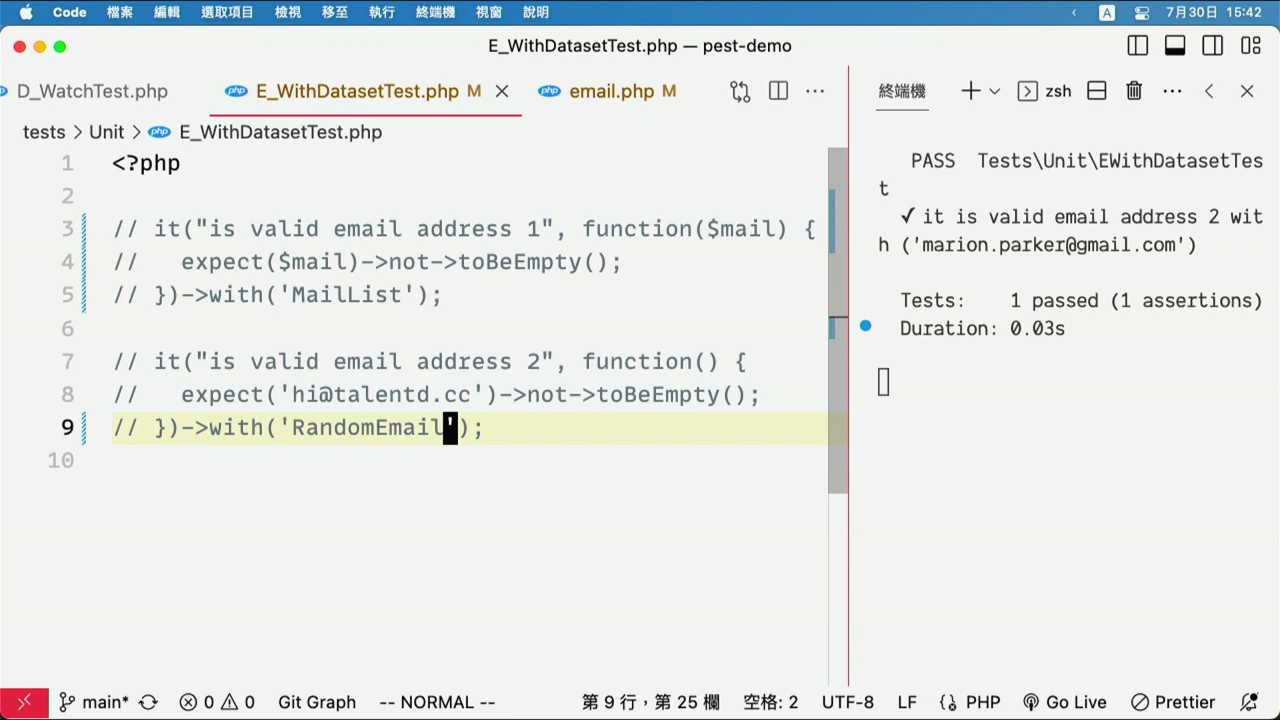 Code 檔案 編輯 選取項目 檢視 移至 執行 終端機 視窗 說明 A 7月30日 15:42
E_WithDatasetTest.php — pest-demo
D_WatchTest.php php E_WithDatasetTest.php M php email.php M
終端機 zsh
tests > Unit > php E_WithDatasetTest.php
1 <?php
2
3 // it("is valid email address 1", function($mail) {
4 //   expect($mail)->not->toBeEmpty();
5 // })->with('MailList');
6
7 // it("is valid email address 2", function() {
8 //   expect('hi@talentd.cc')->not->toBeEmpty();
9 // })->with('RandomEmail');
10
PASS  Tests\Unit\EWithDatasetTes
t
✓ it is valid email address 2 wit
h ('marion.parker@gmail.com')
Tests:    1 passed (1 assertions)
Duration: 0.03s
main* 0 0 Git Graph -- NORMAL -- 第 9 行，第 25 欄 空格: 2 UTF-8 LF {} PHP Go Live Prettier